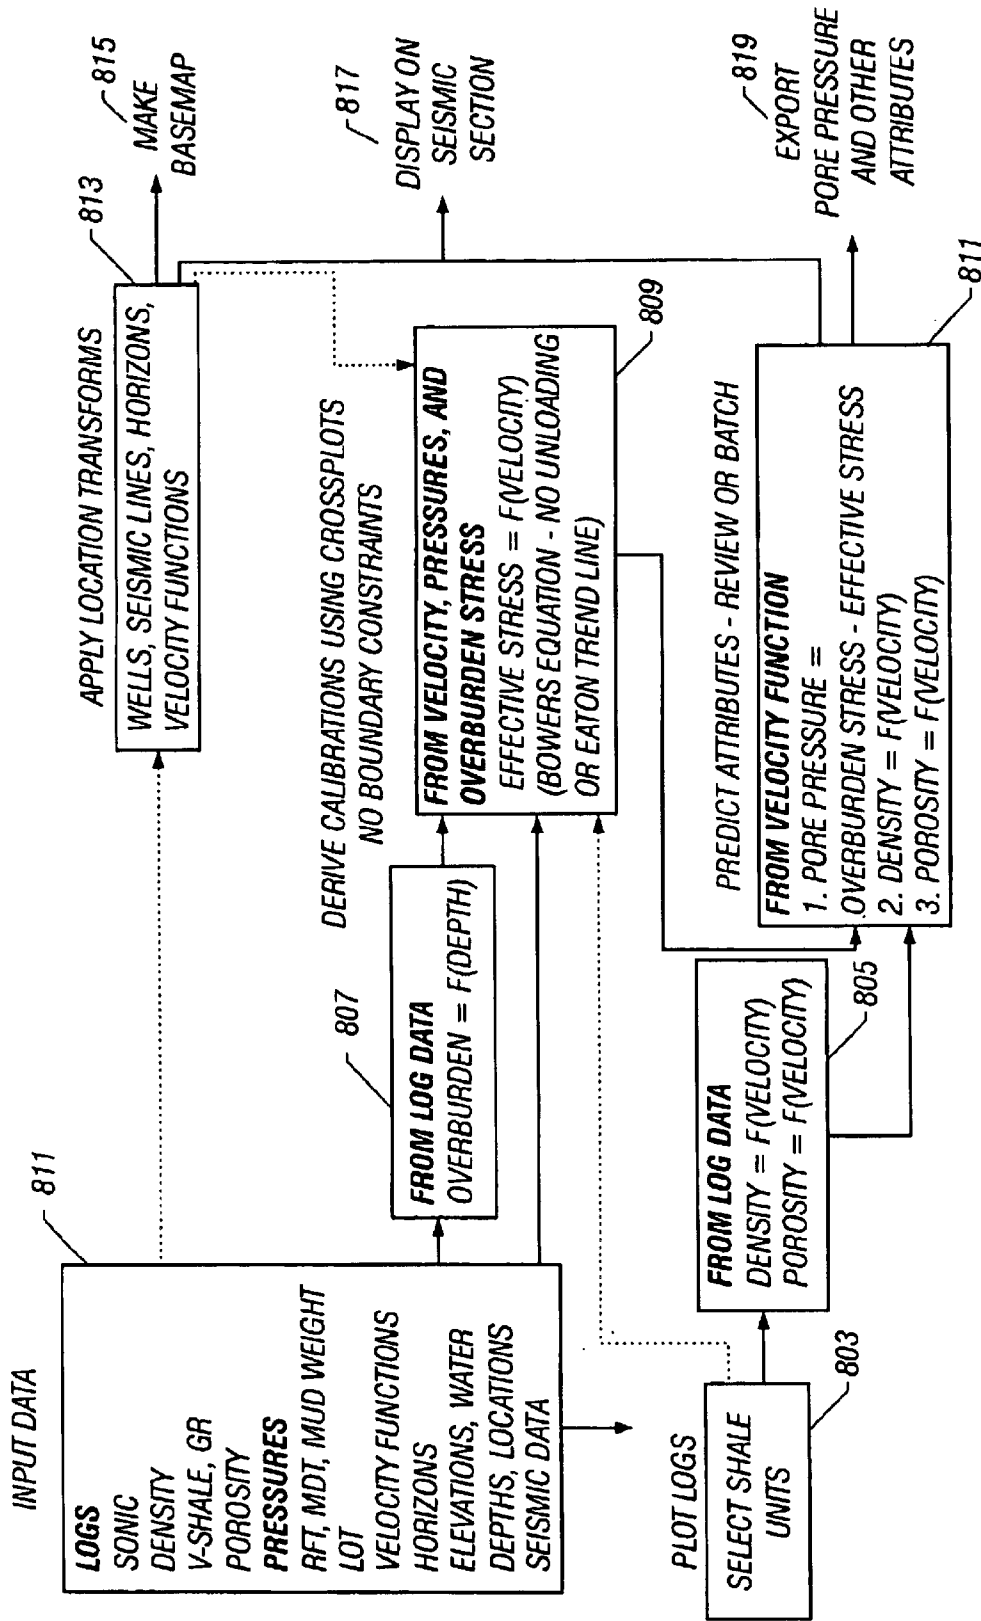 INPUT DATA
811
LOGS
SONIC
DENSITY
V-SHALE, GR
POROSITY
PRESSURES
RFT, MDT, MUD WEIGHT
LOT
VELOCITY FUNCTIONS
HORIZONS
ELEVATIONS, WATER
DEPTHS, LOCATIONS
SEISMIC DATA
PLOT LOGS
SELECT SHALE
UNITS
803
807
FROM LOG DATA
OVERBURDEN = F(DEPTH)
FROM LOG DATA
DENSITY = F(VELOCITY)
POROSITY = F(VELOCITY)
805
APPLY LOCATION TRANSFORMS
813
WELLS, SEISMIC LINES, HORIZONS,
VELOCITY FUNCTIONS
DERIVE CALIBRATIONS USING CROSSPLOTS
NO BOUNDARY CONSTRAINTS
FROM VELOCITY, PRESSURES, AND
OVERBURDEN STRESS
EFFECTIVE STRESS = F(VELOCITY)
(BOWERS EQUATION - NO UNLOADING
OR EATON TREND LINE)
809
PREDICT ATTRIBUTES - REVIEW OR BATCH
FROM VELOCITY FUNCTION
1. PORE PRESSURE =
OVERBURDEN STRESS - EFFECTIVE STRESS
2. DENSITY = F(VELOCITY)
3. POROSITY = F(VELOCITY)
811
815
MAKE
BASEMAP
817
DISPLAY ON
SEISMIC
SECTION
819
EXPORT
PORE PRESSURE
AND OTHER
ATTRIBUTES